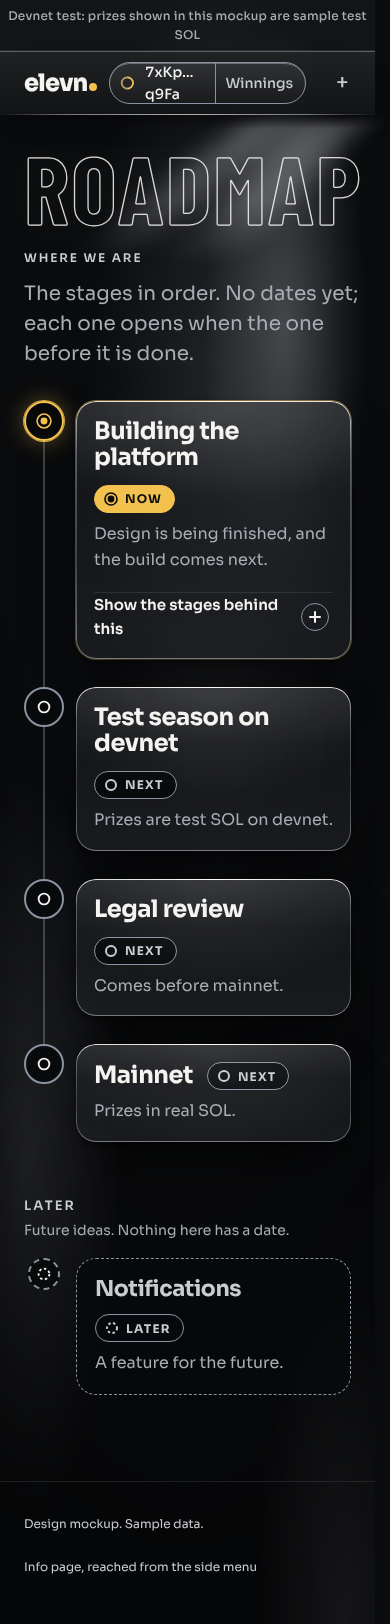 Devnet test: prizes shown in this mockup are sample test
SOL
elevn.
7xKp...
q9Fa
Winnings
+
ROADMAP
WHERE WE ARE
The stages in order. No dates yet;
each one opens when the one
before it is done.
Building the
platform
NOW
Design is being finished, and
the build comes next.
Show the stages behind
this
Test season on
devnet
NEXT
Prizes are test SOL on devnet.
Legal review
NEXT
Comes before mainnet.
Mainnet NEXT
Prizes in real SOL.
LATER
Future ideas. Nothing here has a date.
Notifications
LATER
A feature for the future.
Design mockup. Sample data.
Info page, reached from the side menu